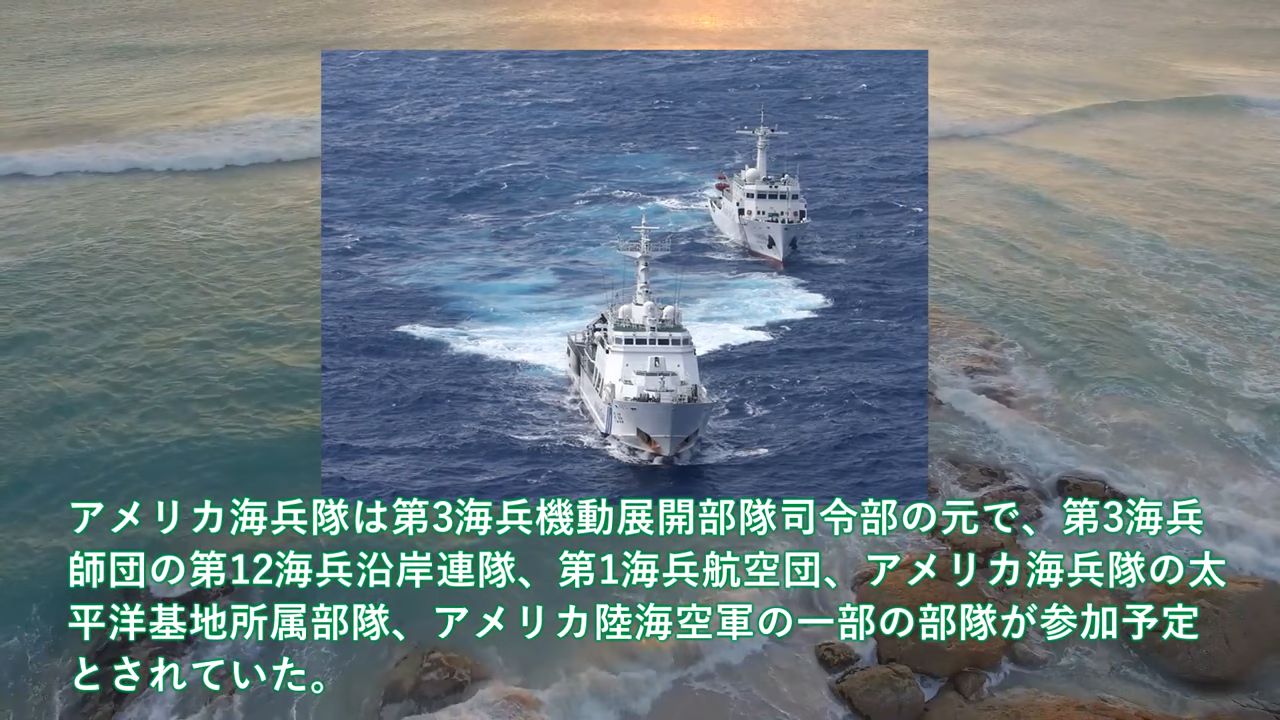 アメリカ海兵隊は第3海兵機動展開部隊司令部の元で、第3海兵
師団の第12海兵沿岸連隊、第1海兵航空団、アメリカ海兵隊の太
平洋基地所属部隊、アメリカ陸海空軍の一部の部隊が参加予定
とされていた。